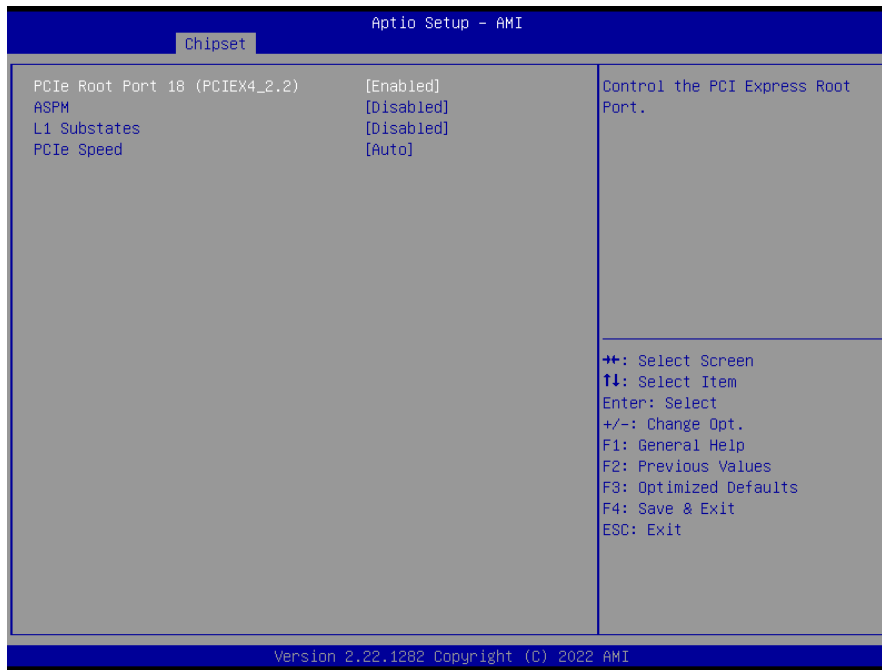 Aptio Setup - AMI
Chipset
PCIe Root Port 18 (PCIEX4_2.2) [Enabled]
ASPM [Disabled]
L1 Substates [Disabled]
PCIe Speed [Auto]
Control the PCI Express Root
Port.
→←: Select Screen
↑↓: Select Item
Enter: Select
+/-: Change Opt.
F1: General Help
F2: Previous Values
F3: Optimized Defaults
F4: Save & Exit
ESC: Exit
Version 2.22.1282 Copyright (C) 2022 AMI